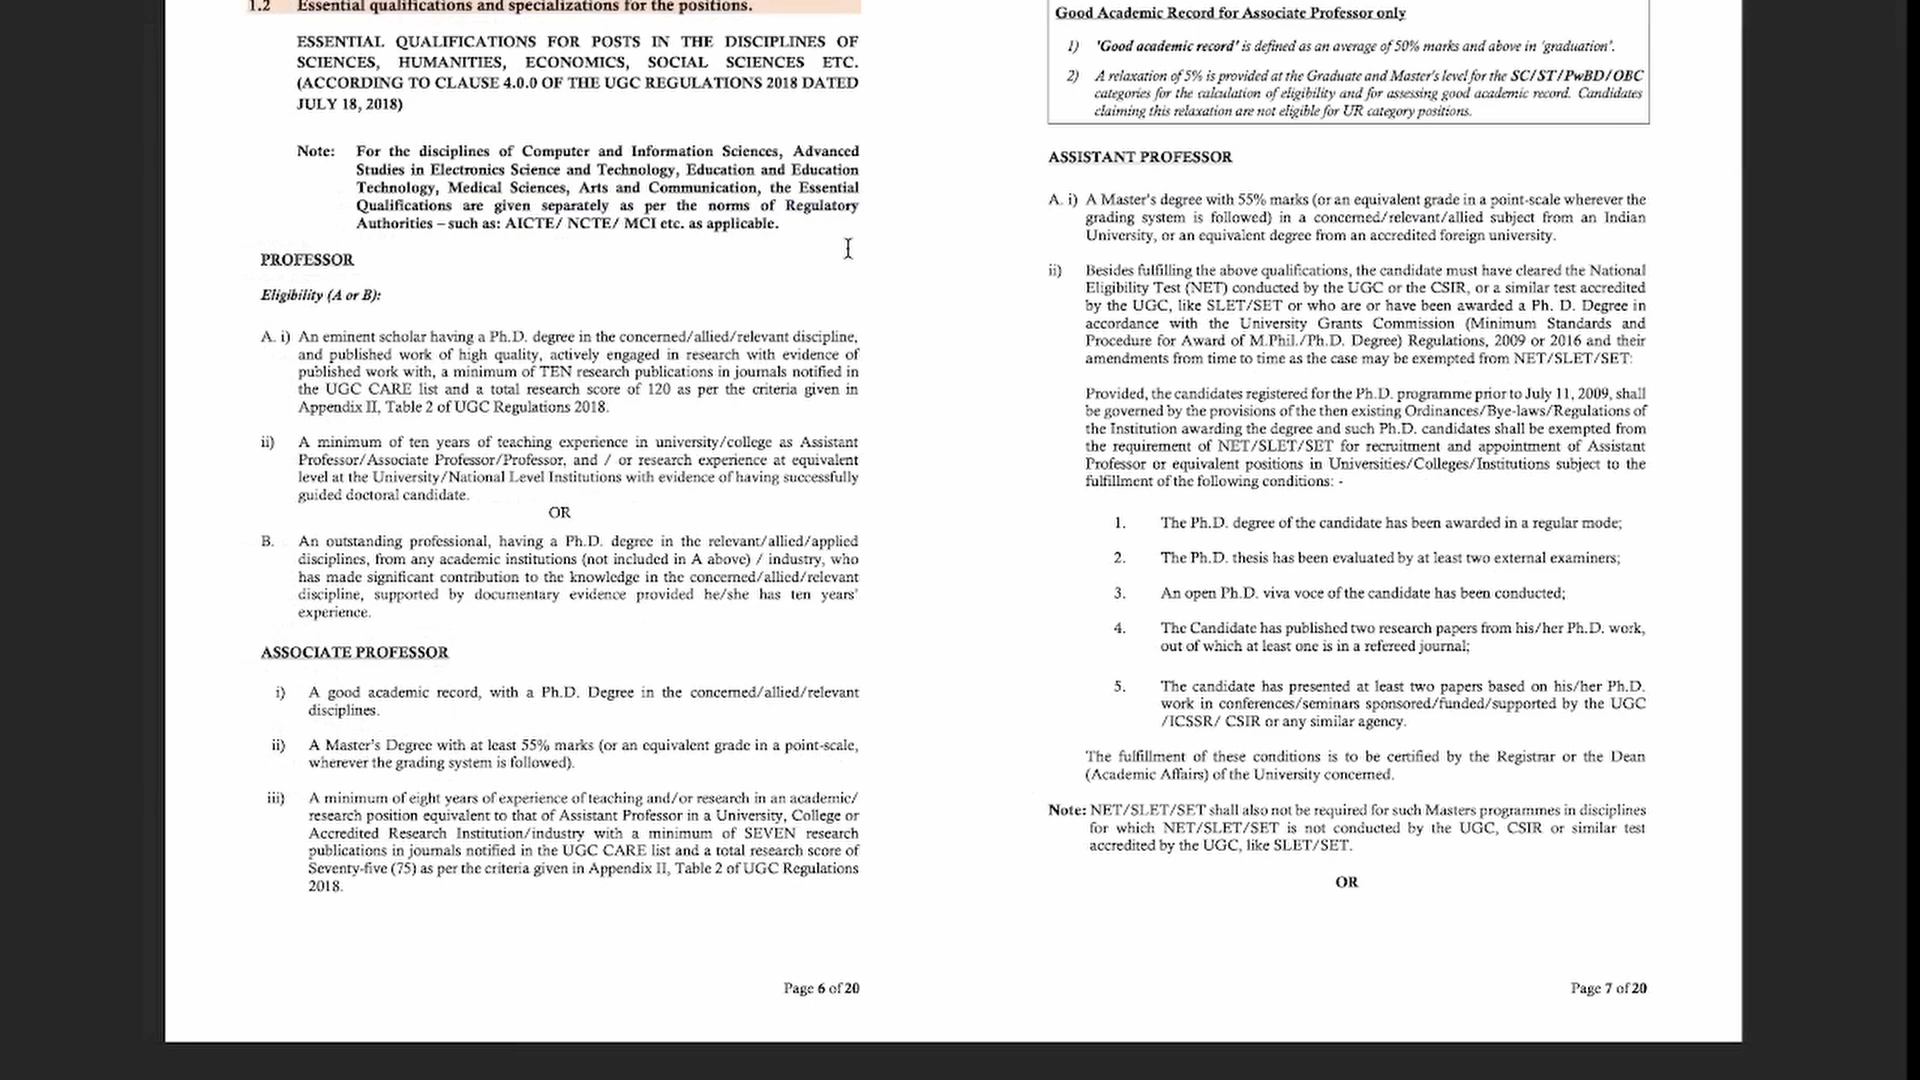 1.2 Essential qualifications and specializations for the positions.
ESSENTIAL QUALIFICATIONS FOR POSTS IN THE DISCIPLINES OF
SCIENCES, HUMANITIES, ECONOMICS, SOCIAL SCIENCES ETC.
(ACCORDING TO CLAUSE 4.0.0 OF THE UGC REGULATIONS 2018 DATED
JULY 18, 2018)
Note: For the disciplines of Computer and Information Sciences, Advanced
Studies in Electronics Science and Technology, Education and Education
Technology, Medical Sciences, Arts and Communication, the Essential
Qualifications are given separately as per the norms of Regulatory
Authorities – such as: AICTE/ NCTE/ MCI etc. as applicable.
PROFESSOR
Eligibility (A or B):
A. i) An eminent scholar having a Ph.D. degree in the concerned/allied/relevant discipline,
and published work of high quality, actively engaged in research with evidence of
published work with, a minimum of TEN research publications in journals notified in
the UGC CARE list and a total research score of 120 as per the criteria given in
Appendix II, Table 2 of UGC Regulations 2018.
ii) A minimum of ten years of teaching experience in university/college as Assistant
Professor/Associate Professor/Professor, and / or research experience at equivalent
level at the University/National Level Institutions with evidence of having successfully
guided doctoral candidate.
OR
B. An outstanding professional, having a Ph.D. degree in the relevant/allied/applied
disciplines, from any academic institutions (not included in A above) / industry, who
has made significant contribution to the knowledge in the concerned/allied/relevant
discipline, supported by documentary evidence provided he/she has ten years'
experience.
ASSOCIATE PROFESSOR
i) A good academic record, with a Ph.D. Degree in the concerned/allied/relevant
disciplines.
ii) A Master's Degree with at least 55% marks (or an equivalent grade in a point-scale,
wherever the grading system is followed).
iii) A minimum of eight years of experience of teaching and/or research in an academic/
research position equivalent to that of Assistant Professor in a University, College or
Accredited Research Institution/industry with a minimum of SEVEN research
publications in journals notified in the UGC CARE list and a total research score of
Seventy-five (75) as per the criteria given in Appendix II, Table 2 of UGC Regulations
2018.
Page 6 of 20
Good Academic Record for Associate Professor only
1) 'Good academic record' is defined as an average of 50% marks and above in 'graduation'.
2) A relaxation of 5% is provided at the Graduate and Master's level for the SC/ST/PwBD/OBC
categories for the calculation of eligibility and for assessing good academic record. Candidates
claiming this relaxation are not eligible for UR category positions.
ASSISTANT PROFESSOR
A. i) A Master's degree with 55% marks (or an equivalent grade in a point-scale wherever the
grading system is followed) in a concerned/relevant/allied subject from an Indian
University, or an equivalent degree from an accredited foreign university.
ii) Besides fulfilling the above qualifications, the candidate must have cleared the National
Eligibility Test (NET) conducted by the UGC or the CSIR, or a similar test accredited
by the UGC, like SLET/SET or who are or have been awarded a Ph. D. Degree in
accordance with the University Grants Commission (Minimum Standards and
Procedure for Award of M.Phil./Ph.D. Degree) Regulations, 2009 or 2016 and their
amendments from time to time as the case may be exempted from NET/SLET/SET:
Provided, the candidates registered for the Ph.D. programme prior to July 11, 2009, shall
be governed by the provisions of the then existing Ordinances/Bye-laws/Regulations of
the Institution awarding the degree and such Ph.D. candidates shall be exempted from
the requirement of NET/SLET/SET for recruitment and appointment of Assistant
Professor or equivalent positions in Universities/Colleges/Institutions subject to the
fulfillment of the following conditions: -
1. The Ph.D. degree of the candidate has been awarded in a regular mode;
2. The Ph.D. thesis has been evaluated by at least two external examiners;
3. An open Ph.D. viva voce of the candidate has been conducted;
4. The Candidate has published two research papers from his/her Ph.D. work,
out of which at least one is in a refereed journal;
5. The candidate has presented at least two papers based on his/her Ph.D.
work in conferences/seminars sponsored/funded/supported by the UGC
/ICSSR/ CSIR or any similar agency.
The fulfillment of these conditions is to be certified by the Registrar or the Dean
(Academic Affairs) of the University concerned.
Note: NET/SLET/SET shall also not be required for such Masters programmes in disciplines
for which NET/SLET/SET is not conducted by the UGC, CSIR or similar test
accredited by the UGC, like SLET/SET.
OR
Page 7 of 20